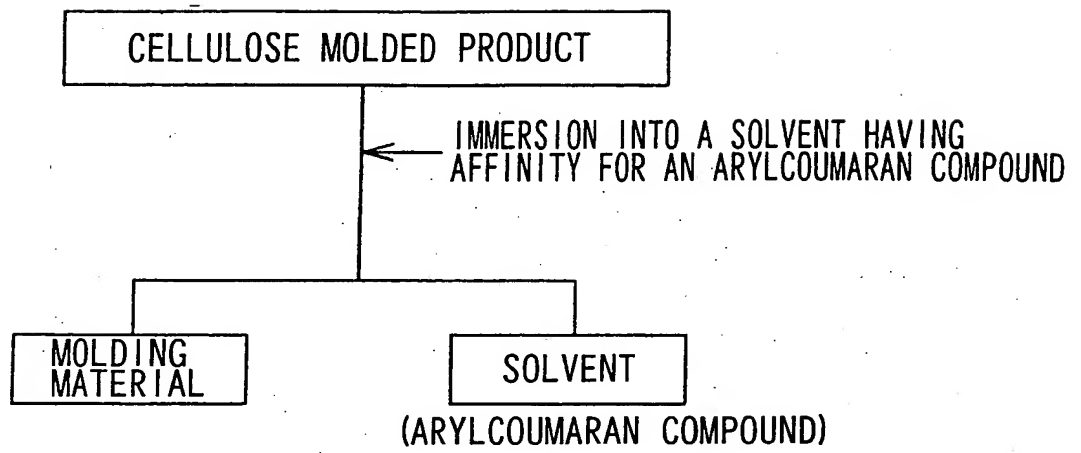 CELLULOSE MOLDED PRODUCT
IMMERSION INTO A SOLVENT HAVING
AFFINITY FOR AN ARYLCOUMARAN COMPOUND
MOLDING
MATERIAL
SOLVENT
(ARYLCOUMARAN COMPOUND)